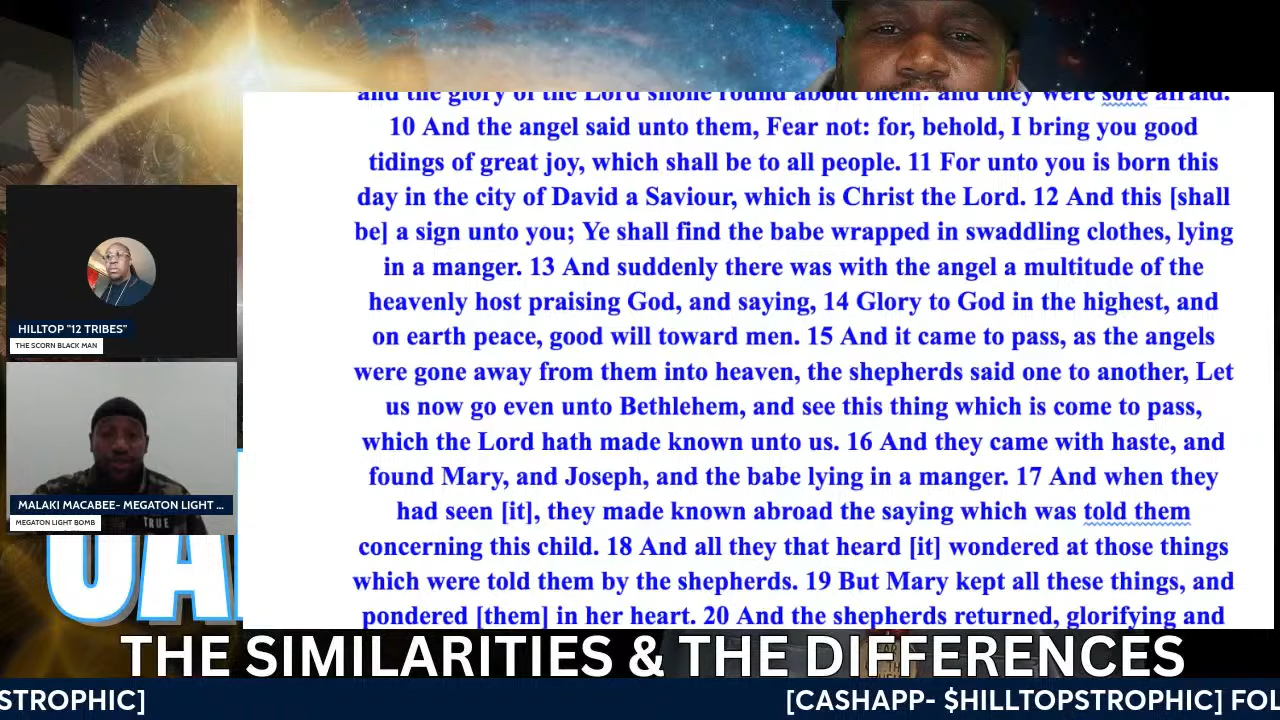 and the glory of the Lord shone round about them: and they were sore afraid.
10 And the angel said unto them, Fear not: for, behold, I bring you good
tidings of great joy, which shall be to all people. 11 For unto you is born this
day in the city of David a Saviour, which is Christ the Lord. 12 And this [shall
be] a sign unto you; Ye shall find the babe wrapped in swaddling clothes, lying
in a manger. 13 And suddenly there was with the angel a multitude of the
heavenly host praising God, and saying, 14 Glory to God in the highest, and
on earth peace, good will toward men. 15 And it came to pass, as the angels
were gone away from them into heaven, the shepherds said one to another, Let
us now go even unto Bethlehem, and see this thing which is come to pass,
which the Lord hath made known unto us. 16 And they came with haste, and
found Mary, and Joseph, and the babe lying in a manger. 17 And when they
had seen [it], they made known abroad the saying which was told them
concerning this child. 18 And all they that heard [it] wondered at those things
which were told them by the shepherds. 19 But Mary kept all these things, and
pondered [them] in her heart. 20 And the shepherds returned, glorifying and
HILLTOP "12 TRIBES"
THE SCORN BLACK MAN
MALAKI MACABEE- MEGATON LIGHT ...
MEGATON LIGHT BOMB
TRUE
THE SIMILARITIES & THE DIFFERENCES
STROPHIC] [CASHAPP- $HILLTOPSTROPHIC] FOL